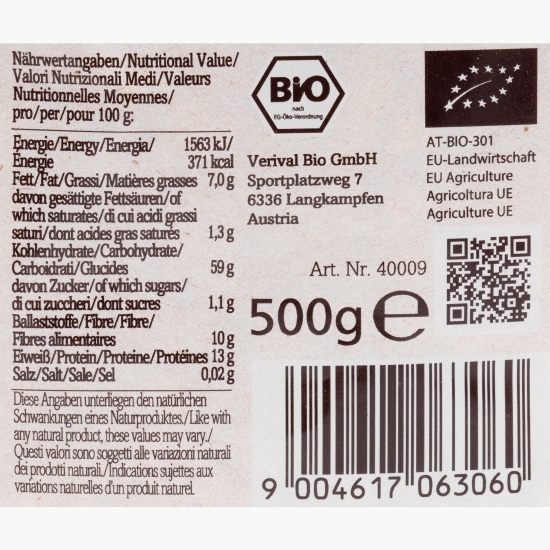 Nährwertangaben/Nutritional Value/
Valori Nutrizionali Medi/Valeurs
Nutritionnelles Moyennes/
pro/per/pour 100 g:
Energie/Energy/Energia/ 1563 kJ/
Énergie 371 kcal
Fett/Fat/Grassi/Matières grasses 7,0 g
davon gesättigte Fettsäuren/of
which saturates/di cui acidi grassi
saturi/dont acides gras saturés 1,3 g
Kohlenhydrate/Carbohydrate/
Carboidrati/Glucides 59 g
davon Zucker/of which sugars/
di cui zuccheri/dont sucres 1,1 g
Ballaststoffe/Fibre/Fibre/
Fibres alimentaires 10 g
Eiweiß/Protein/Proteine/Protéines 13 g
Salz/Salt/Sale/Sel 0,02 g
Diese Angaben unterliegen den natürlichen
Schwankungen eines Naturproduktes./Like with
any natural product, these values may vary./
Questi valori sono soggetti alle variazioni naturali
dei prodotti naturali./Indications sujettes aux
variations naturelles d'un produit naturel.
BIO
nach
EG-Öko-Verordnung
Verival Bio GmbH
Sportplatzweg 7
6336 Langkampfen
Austria
AT-BIO-301
EU-Landwirtschaft
EU Agriculture
Agricoltura UE
Agriculture UE
Art. Nr. 40009
500g e
9 004617 063060